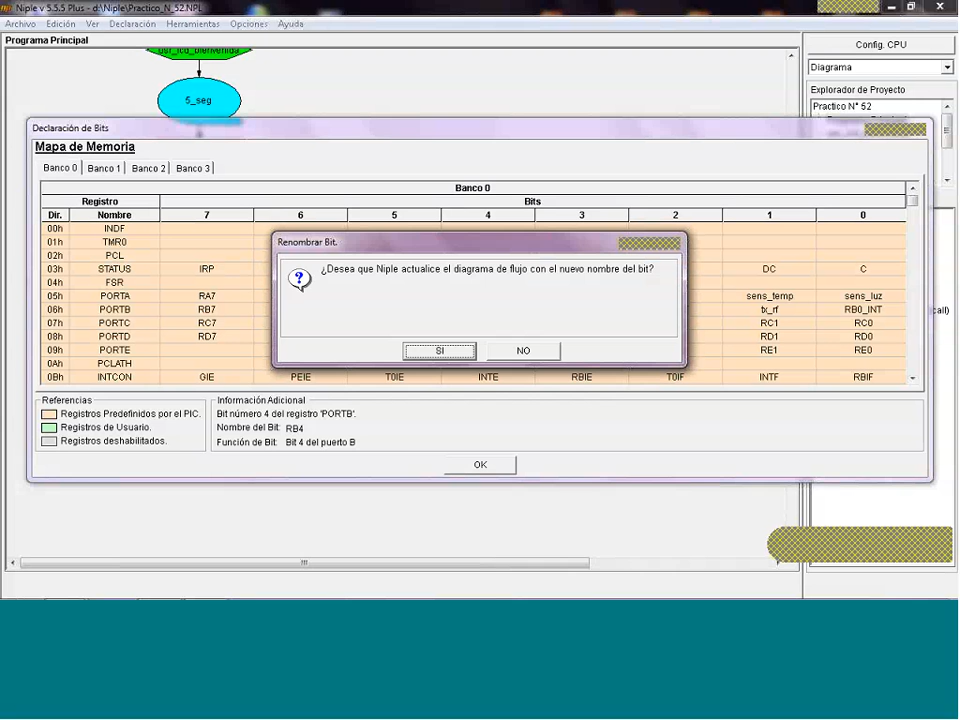 Niple v 5.5.5 Plus - d:\Niple\Practico_N_52.NPL
Archivo Edición Ver Declaración Herramientas Opciones Ayuda
Programa Principal
Config. CPU
usr_lcd_bienvenida
Diagrama
Explorador de Proyecto
5_seg
Practico N° 52
Declaración de Bits
Mapa de Memoria
Banco 0 Banco 1 Banco 2 Banco 3
Banco 0
Registro Bits
Dir. Nombre 7 6 5 4 3 2 1 0
00h INDF
01h TMR0
02h PCL
03h STATUS IRP DC C
04h FSR
05h PORTA RA7 sens_temp sens_luz
06h PORTB RB7 tx_rf RB0_INT
07h PORTC RC7 RC1 RC0
08h PORTD RD7 RD1 RD0
09h PORTE RE1 RE0
0Ah PCLATH
0Bh INTCON GIE PEIE T0IE INTE RBIE T0IF INTF RBIF
Renombrar Bit.
¿Desea que Niple actualice el diagrama de flujo con el nuevo nombre del bit?
SI NO
call)
Referencias
Registros Predefinidos por el PIC.
Registros de Usuario.
Registros deshabilitados.
Información Adicional
Bit número 4 del registro 'PORTB'.
Nombre del Bit: RB4
Función de Bit: Bit 4 del puerto B
OK